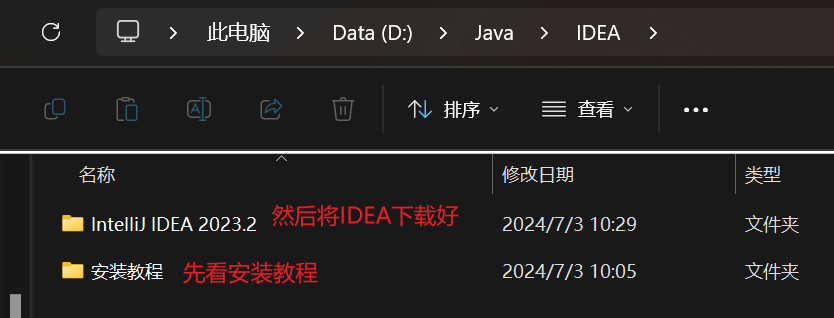 此电脑 > Data (D:) > Java > IDEA >
排序 查看 •••
名称 修改日期 类型
IntelliJ IDEA 2023.2 然后将IDEA下载好 2024/7/3 10:29 文件夹
安装教程 先看安装教程 2024/7/3 10:05 文件夹